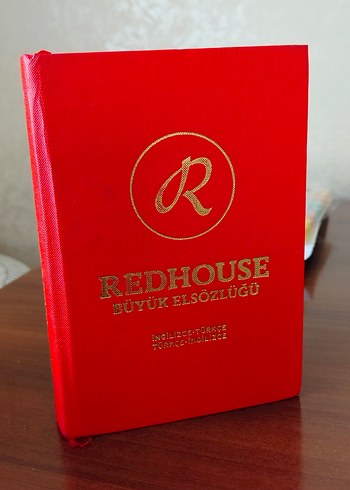 R
REDHOUSE
BÜYÜK ELSÖZLÜĞÜ
İNGİLİZCE-TÜRKÇE
TÜRKÇE-İNGİLİZCE